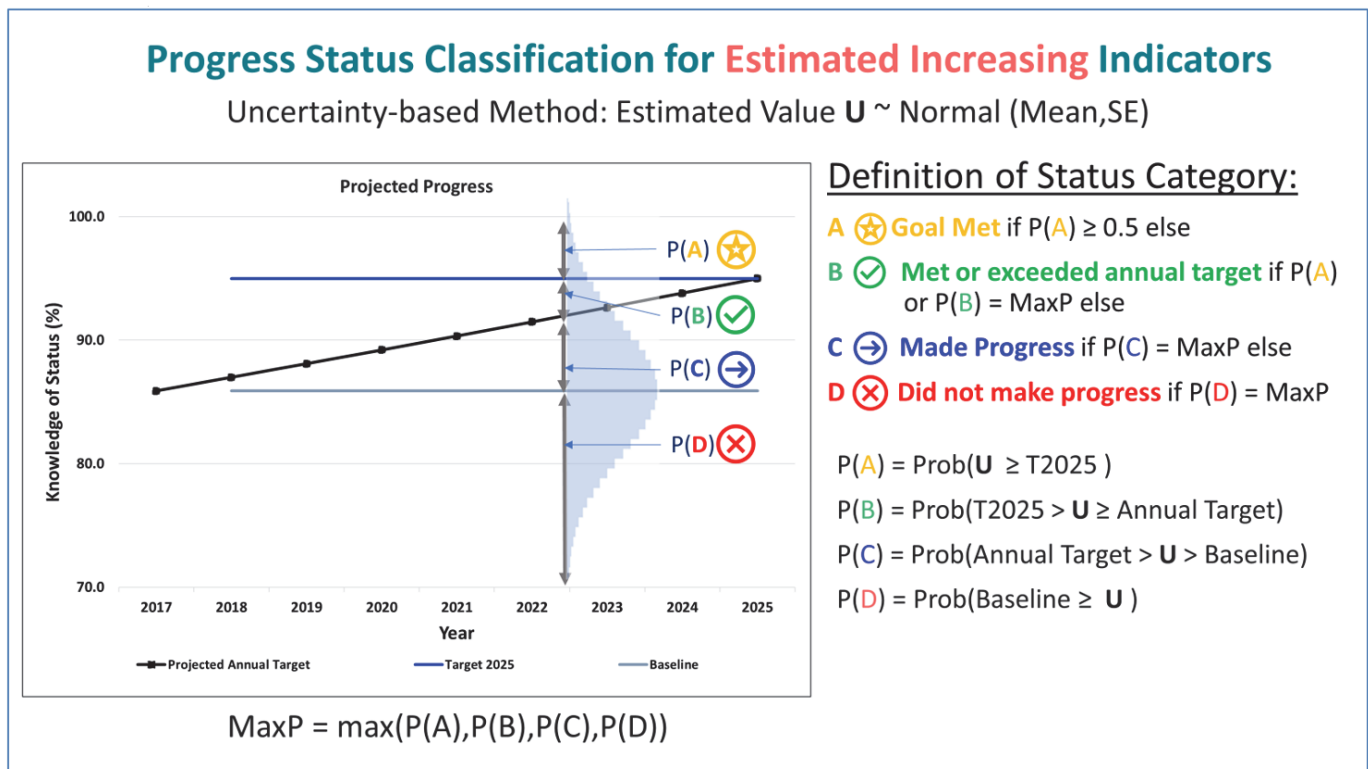 Progress Status Classification for Estimated Increasing Indicators
Uncertainty-based Method: Estimated Value U ~ Normal (Mean,SE)
Projected Progress
100.0
90.0
80.0
70.0
Knowledge of Status (%)
P(A)
P(B)
P(C)
P(D)
2017 2018 2019 2020 2021 2022 2023 2024 2025
Year
Projected Annual Target Target 2025 Baseline
MaxP = max(P(A),P(B),P(C),P(D))
Definition of Status Category:
A Goal Met if P(A) ≥ 0.5 else
B Met or exceeded annual target if P(A)
or P(B) = MaxP else
C Made Progress if P(C) = MaxP else
D Did not make progress if P(D) = MaxP
P(A) = Prob(U ≥ T2025 )
P(B) = Prob(T2025 > U ≥ Annual Target)
P(C) = Prob(Annual Target > U > Baseline)
P(D) = Prob(Baseline ≥ U )